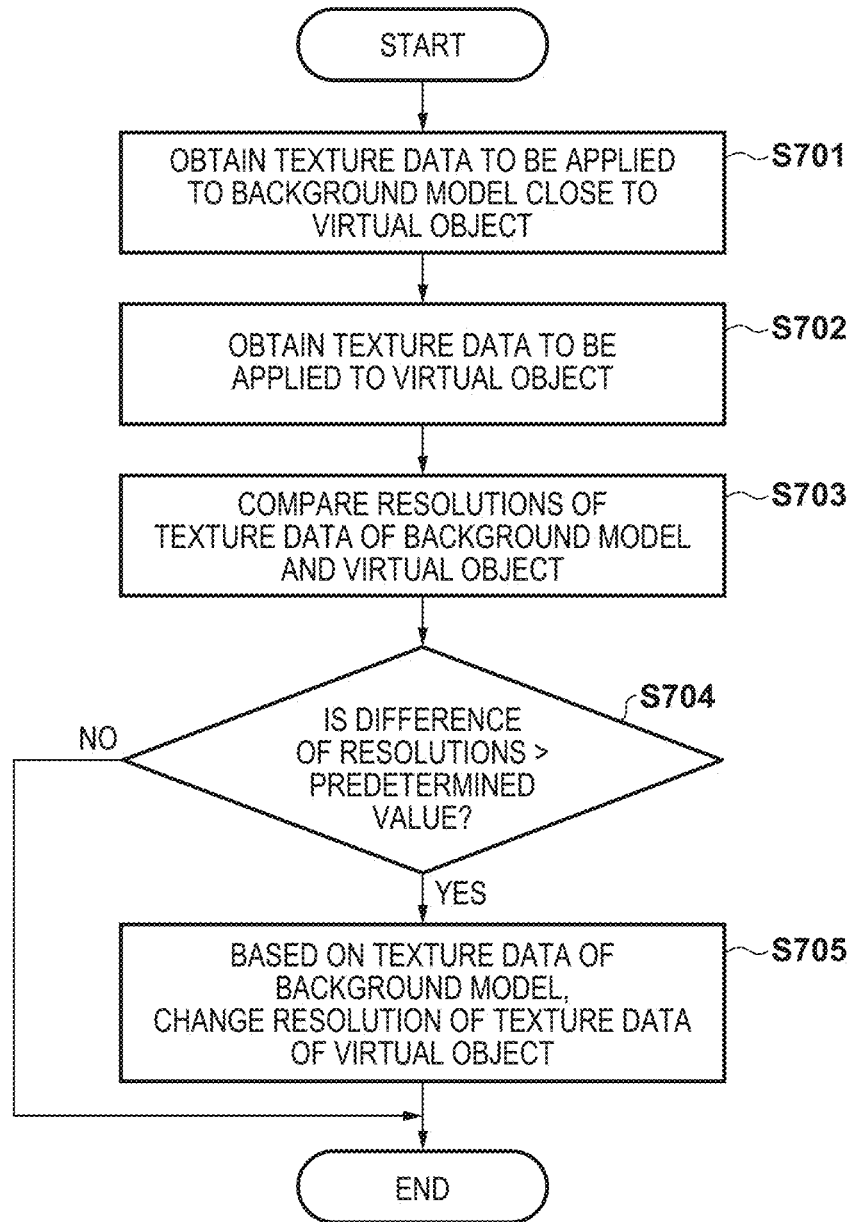 START
OBTAIN TEXTURE DATA TO BE APPLIED
TO BACKGROUND MODEL CLOSE TO
VIRTUAL OBJECT
S701
OBTAIN TEXTURE DATA TO BE
APPLIED TO VIRTUAL OBJECT
S702
COMPARE RESOLUTIONS OF
TEXTURE DATA OF BACKGROUND MODEL
AND VIRTUAL OBJECT
S703
IS DIFFERENCE
OF RESOLUTIONS >
PREDETERMINED
VALUE?
S704
NO
YES
BASED ON TEXTURE DATA OF
BACKGROUND MODEL,
CHANGE RESOLUTION OF TEXTURE DATA
OF VIRTUAL OBJECT
S705
END